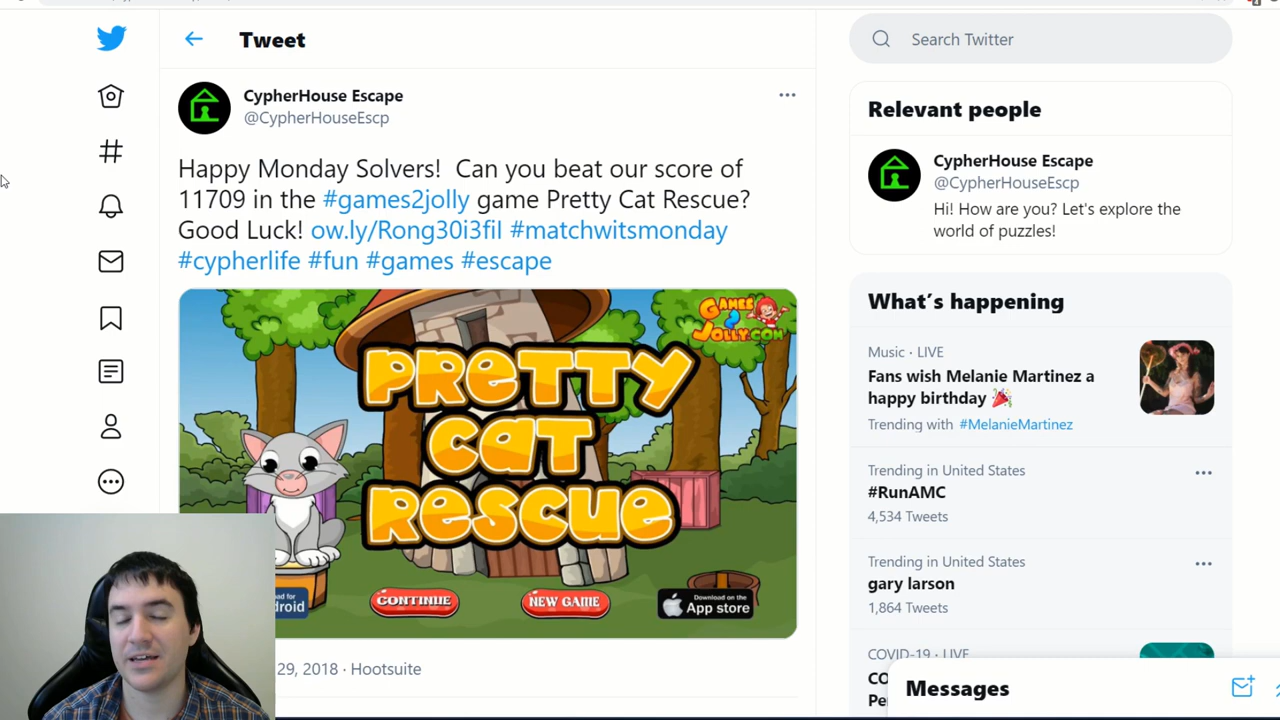 Tweet
CypherHouse Escape
@CypherHouseEscp
Happy Monday Solvers! Can you beat our score of
11709 in the #games2jolly game Pretty Cat Rescue?
Good Luck! ow.ly/Rong30i3fiI #matchwitsmonday
#cypherlife #fun #games #escape
GAMES
2
JOLLY.COM
PRETTY
CAT
RESCUE
CONTINUE
NEW GAME
Download on the
App store
29, 2018 · Hootsuite
Search Twitter
Relevant people
CypherHouse Escape
@CypherHouseEscp
Hi! How are you? Let's explore the
world of puzzles!
What's happening
Music · LIVE
Fans wish Melanie Martinez a
happy birthday 🎉
Trending with #MelanieMartinez
Trending in United States
#RunAMC
4,534 Tweets
Trending in United States
gary larson
1,864 Tweets
COVID-19 · LIVE
Messages